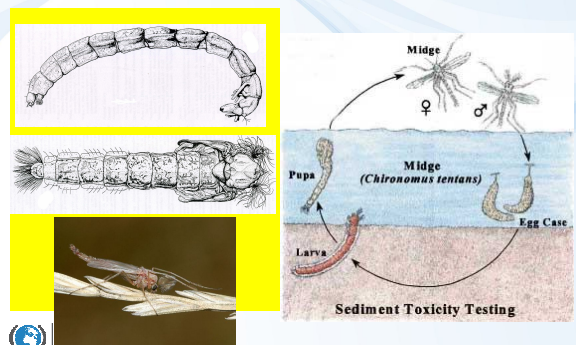 Midge
♀
♂
Midge
(Chironomus tentans)
Pupa
Egg Case
Larva
Sediment Toxicity Testing